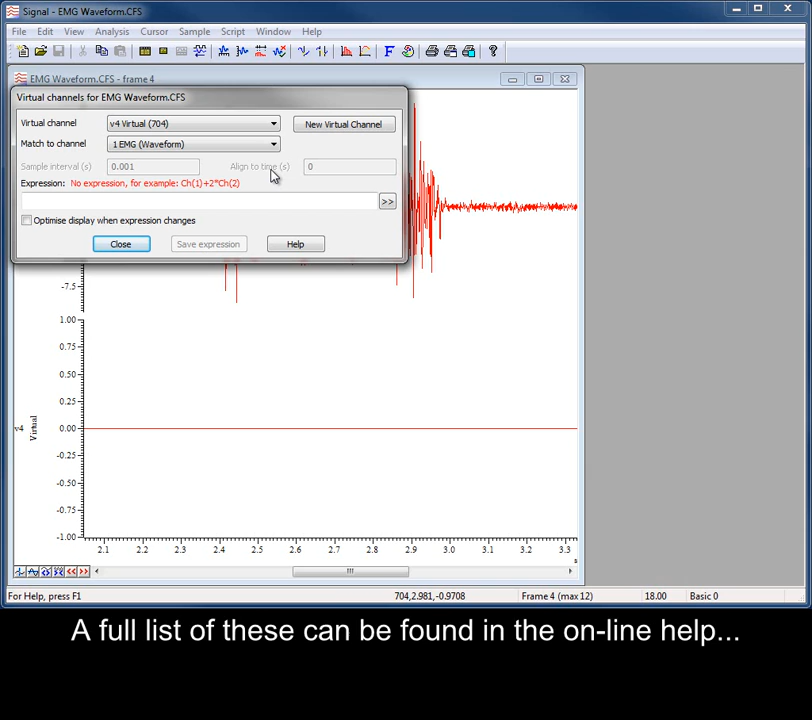 Signal - EMG Waveform.CFS
File Edit View Analysis Cursor Sample Script Window Help
EMG Waveform.CFS - frame 4
Virtual channels for EMG Waveform.CFS
Virtual channel v4 Virtual (704) New Virtual Channel
Match to channel 1 EMG (Waveform)
Sample interval (s) 0.001 Align to time (s) 0
Expression: No expression, for example: Ch(1)+2*Ch(2)
>>
Optimise display when expression changes
Close Save expression Help
-7.5
1.00
0.75
0.50
0.25
v4 Virtual 0.00
-0.25
-0.50
-0.75
-1.00
2.1 2.2 2.3 2.4 2.5 2.6 2.7 2.8 2.9 3.0 3.1 3.2 3.3
s
For Help, press F1 704,2.981,-0.9708 Frame 4 (max 12) 18.00 Basic 0
A full list of these can be found in the on-line help...